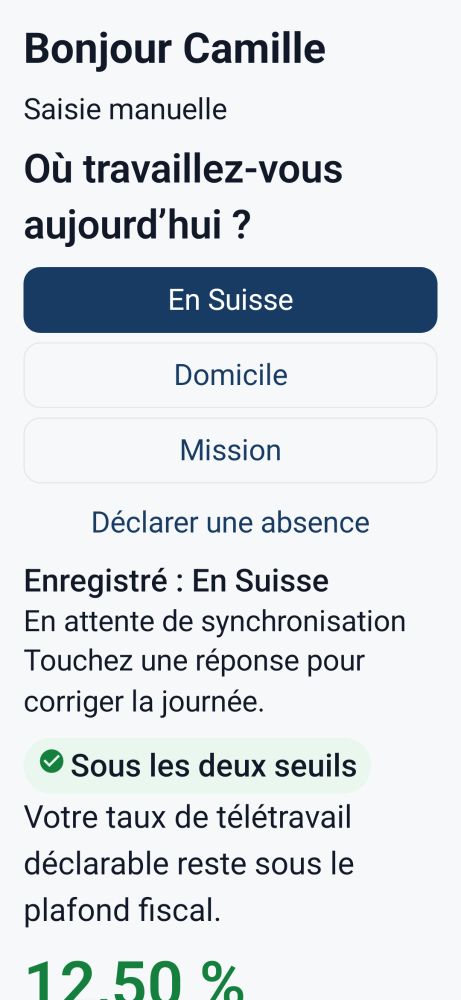 Bonjour Camille
Saisie manuelle
Où travaillez-vous
aujourd’hui ?
En Suisse
Domicile
Mission
Déclarer une absence
Enregistré : En Suisse
En attente de synchronisation
Touchez une réponse pour
corriger la journée.
Sous les deux seuils
Votre taux de télétravail
déclarable reste sous le
plafond fiscal.
12,50 %